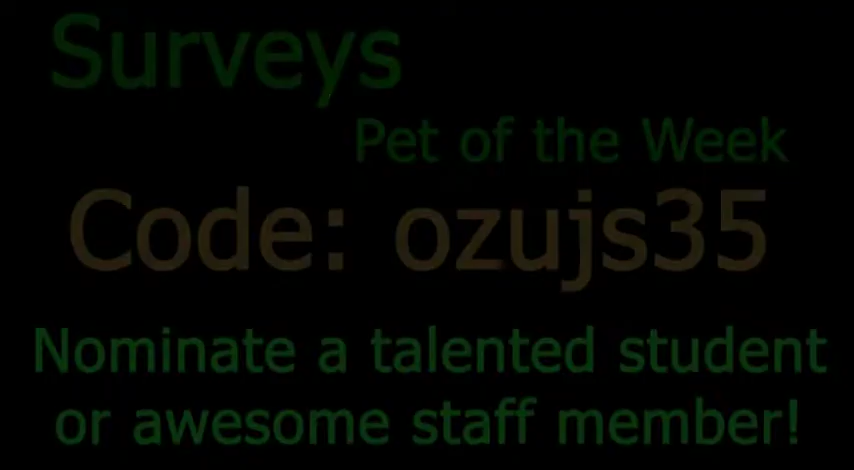 Surveys
Pet of the Week
Code: ozujs35
Nominate a talented student
or awesome staff member!